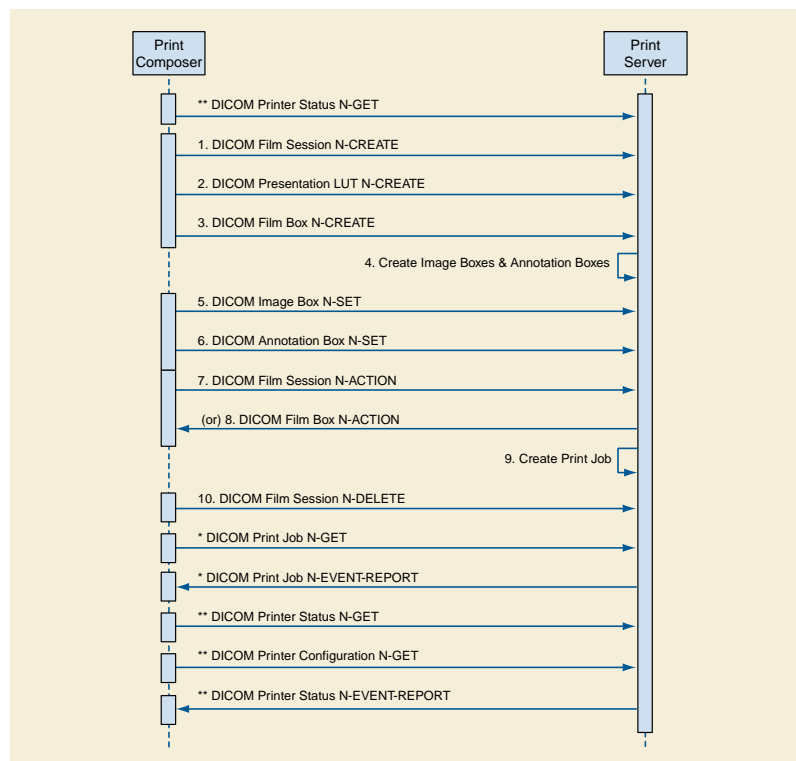 Print
Composer
Print
Server
** DICOM Printer Status N-GET
1. DICOM Film Session N-CREATE
2. DICOM Presentation LUT N-CREATE
3. DICOM Film Box N-CREATE
4. Create Image Boxes & Annotation Boxes
5. DICOM Image Box N-SET
6. DICOM Annotation Box N-SET
7. DICOM Film Session N-ACTION
(or) 8. DICOM Film Box N-ACTION
9. Create Print Job
10. DICOM Film Session N-DELETE
* DICOM Print Job N-GET
* DICOM Print Job N-EVENT-REPORT
** DICOM Printer Status N-GET
** DICOM Printer Configuration N-GET
** DICOM Printer Status N-EVENT-REPORT